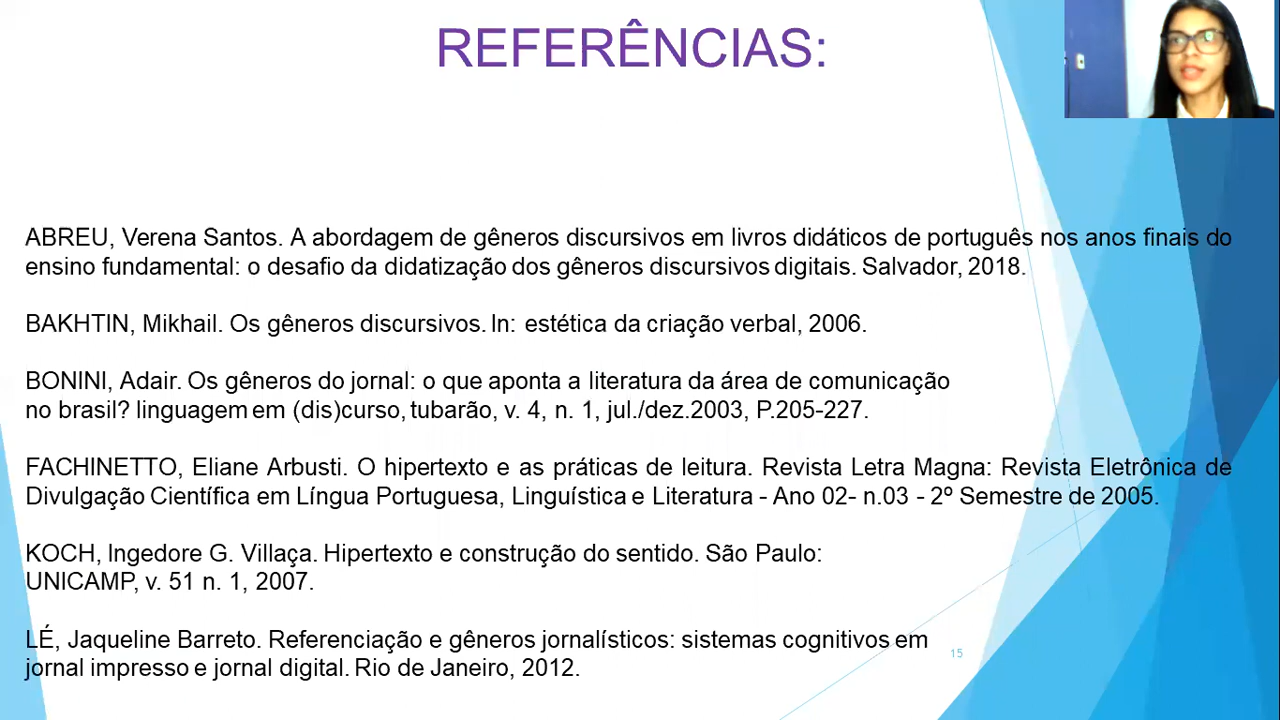 REFERÊNCIAS:
ABREU, Verena Santos. A abordagem de gêneros discursivos em livros didáticos de português nos anos finais do
ensino fundamental: o desafio da didatização dos gêneros discursivos digitais. Salvador, 2018.
BAKHTIN, Mikhail. Os gêneros discursivos. In: estética da criação verbal, 2006.
BONINI, Adair. Os gêneros do jornal: o que aponta a literatura da área de comunicação
no brasil? linguagem em (dis)curso, tubarão, v. 4, n. 1, jul./dez.2003, P.205-227.
FACHINETTO, Eliane Arbusti. O hipertexto e as práticas de leitura. Revista Letra Magna: Revista Eletrônica de
Divulgação Científica em Língua Portuguesa, Linguística e Literatura - Ano 02- n.03 - 2º Semestre de 2005.
KOCH, Ingedore G. Villaça. Hipertexto e construção do sentido. São Paulo:
UNICAMP, v. 51 n. 1, 2007.
LÉ, Jaqueline Barreto. Referenciação e gêneros jornalísticos: sistemas cognitivos em
jornal impresso e jornal digital. Rio de Janeiro, 2012.
15